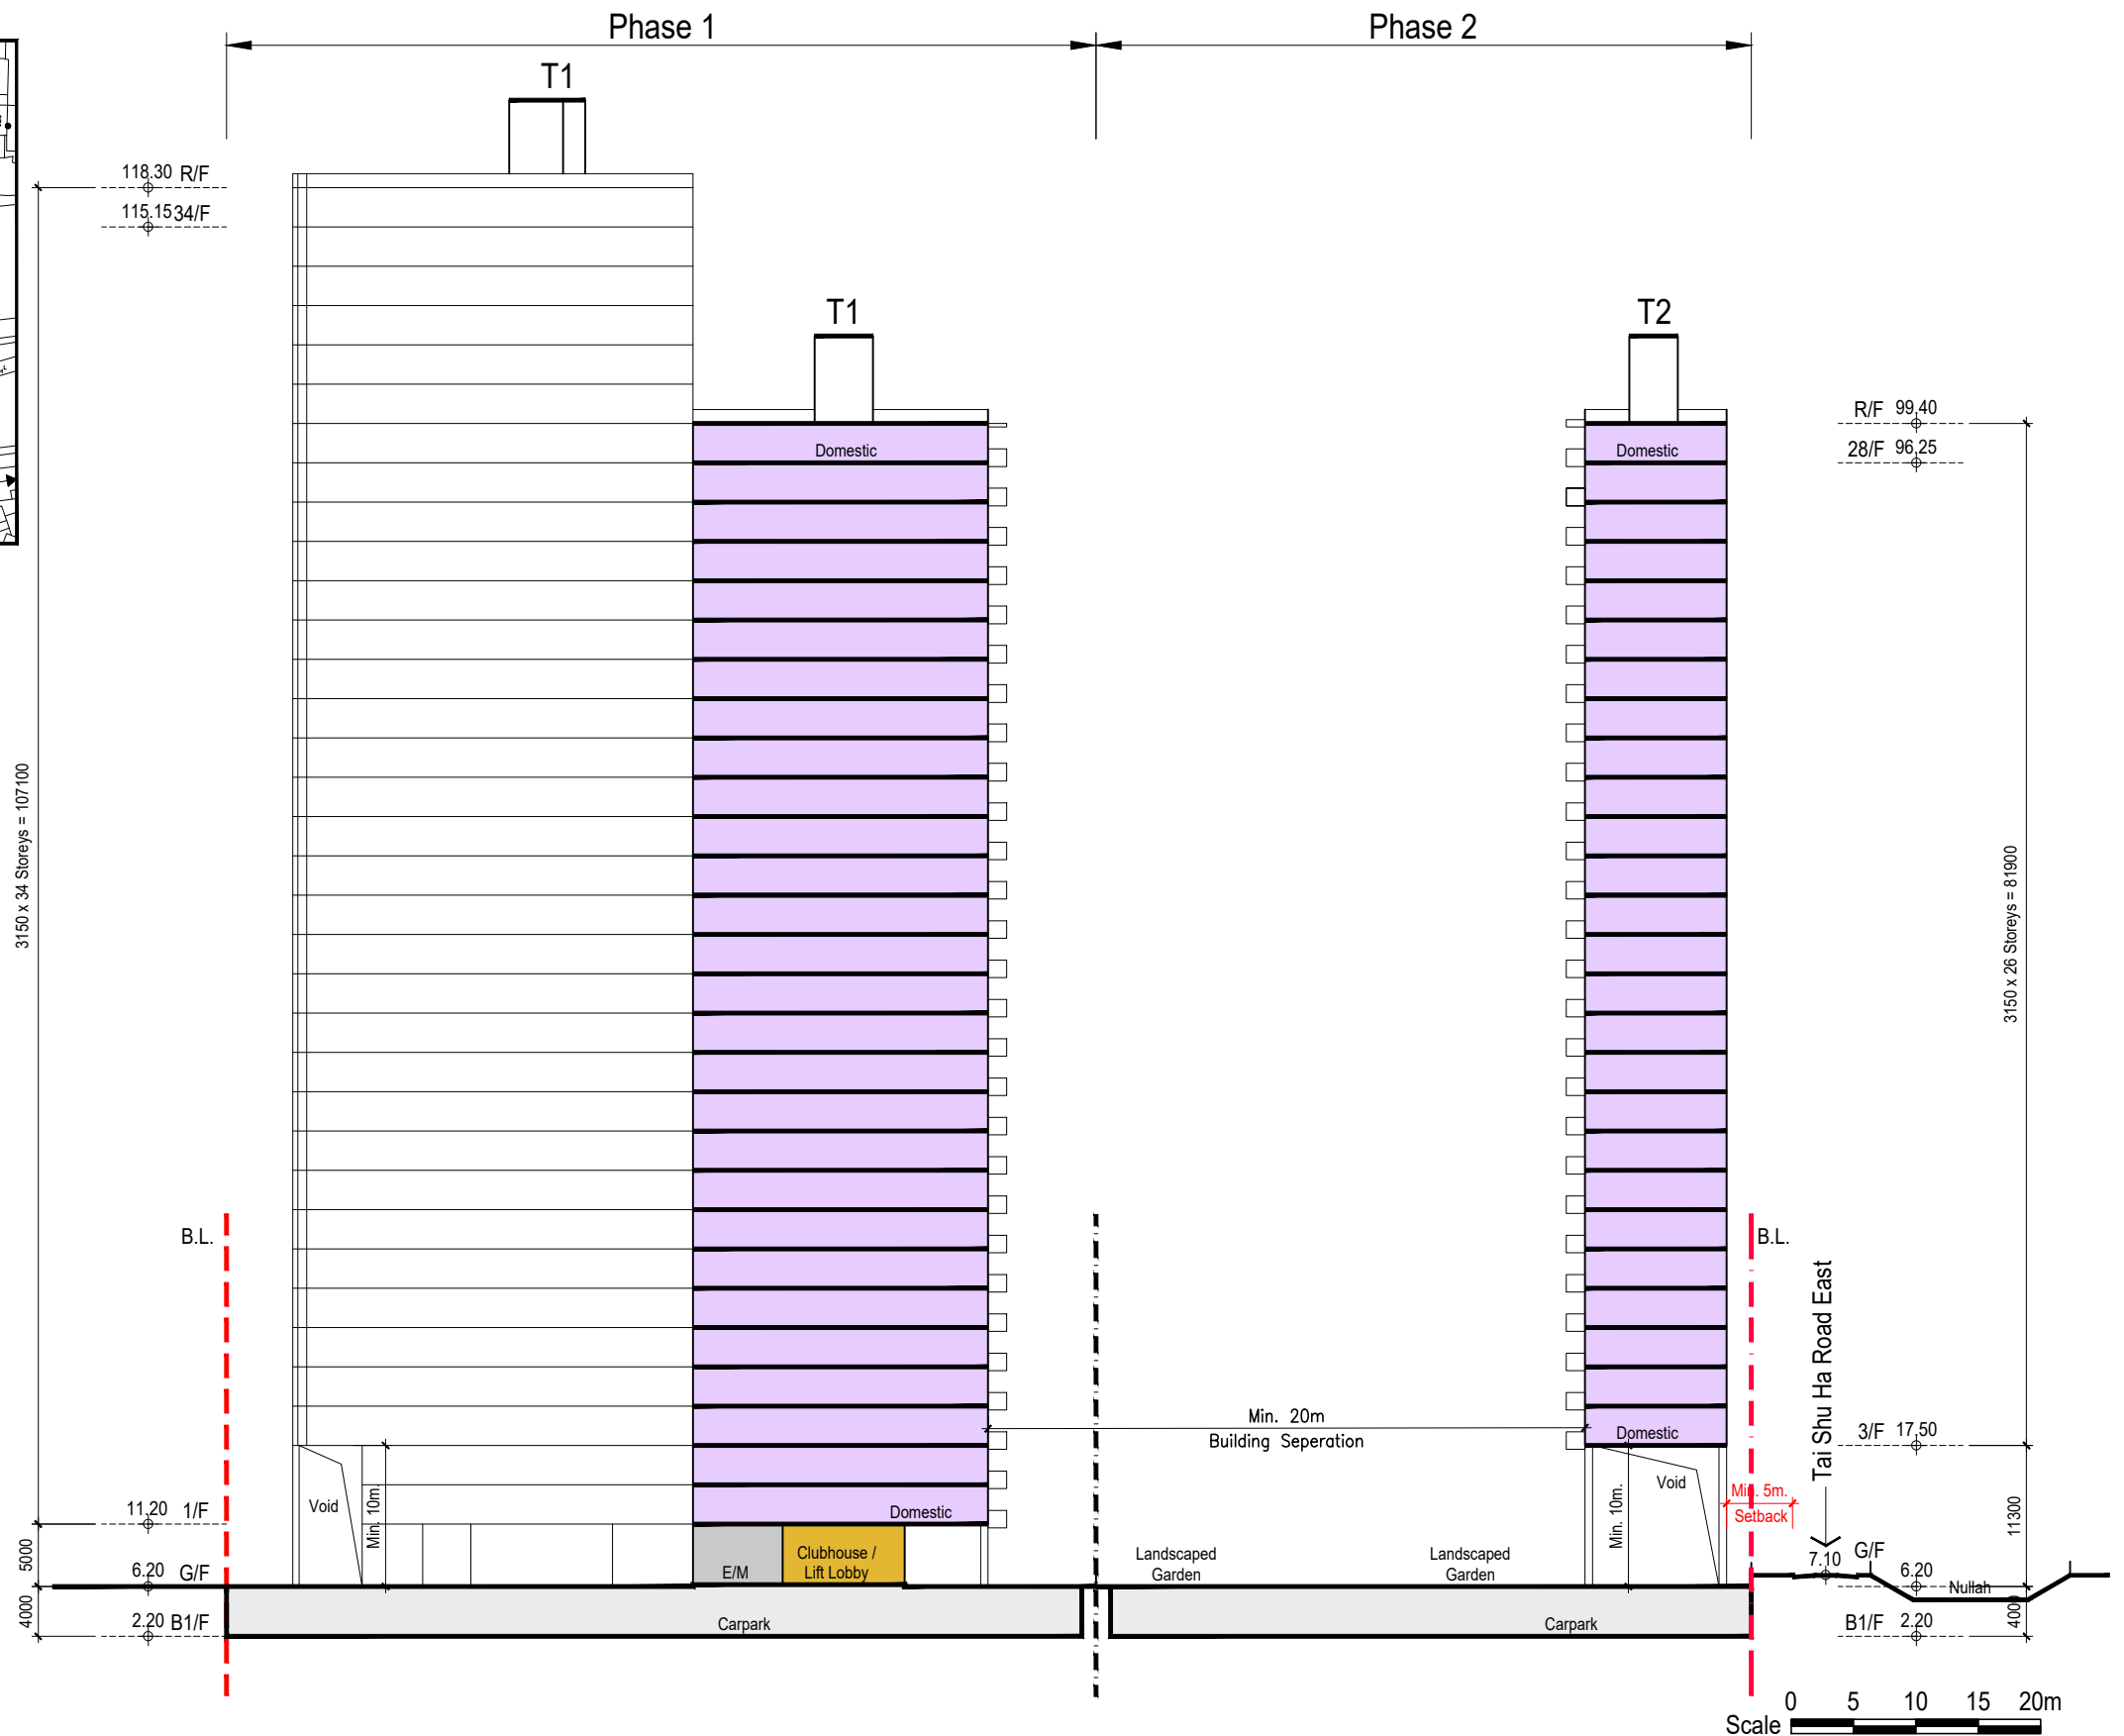 Phase 1
Phase 2
T1
118.30 R/F
115.15 34/F
T1
T2
R/F 99.40
28/F 96.25
Domestic
Domestic
3150 x 34 Storeys = 107100
3150 x 26 Storeys = 81900
B.L.
B.L.
Tai Shu Ha Road East
Min. 20m
Building Seperation
Domestic
3/F 17.50
Void
Min. 10m.
Domestic
Min. 10m.
Void
Min. 5m.
Setback
11.20 1/F
5000
11300
E/M
Clubhouse /
Lift Lobby
Landscaped
Garden
Landscaped
Garden
7.10
G/F
6.20
6.20 G/F
Nullah
4000
4000
2.20 B1/F
Carpark
Carpark
B1/F 2.20
0 5 10 15 20m
Scale